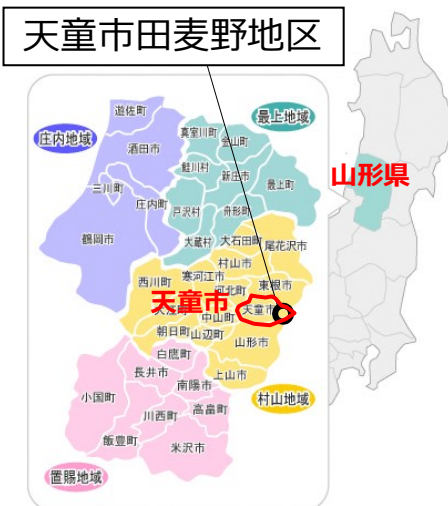 天童市田麦野地区
遊佐町
庄内地域
最上地域
真室川町
金山町
酒田市
鮭川村
新庄市
最上町
山形県
三川町
庄内町
戸沢村
舟形町
鶴岡市
大蔵村
大石田町
尾花沢市
村山市
西川町
寒河江市
河北町
東根市
天童市
天童市
大江町
中山町
朝日町
山辺町
山形市
白鷹町
長井市
上山市
南陽市
村山地域
小国町
川西町
高畠町
飯豊町
米沢市
置賜地域